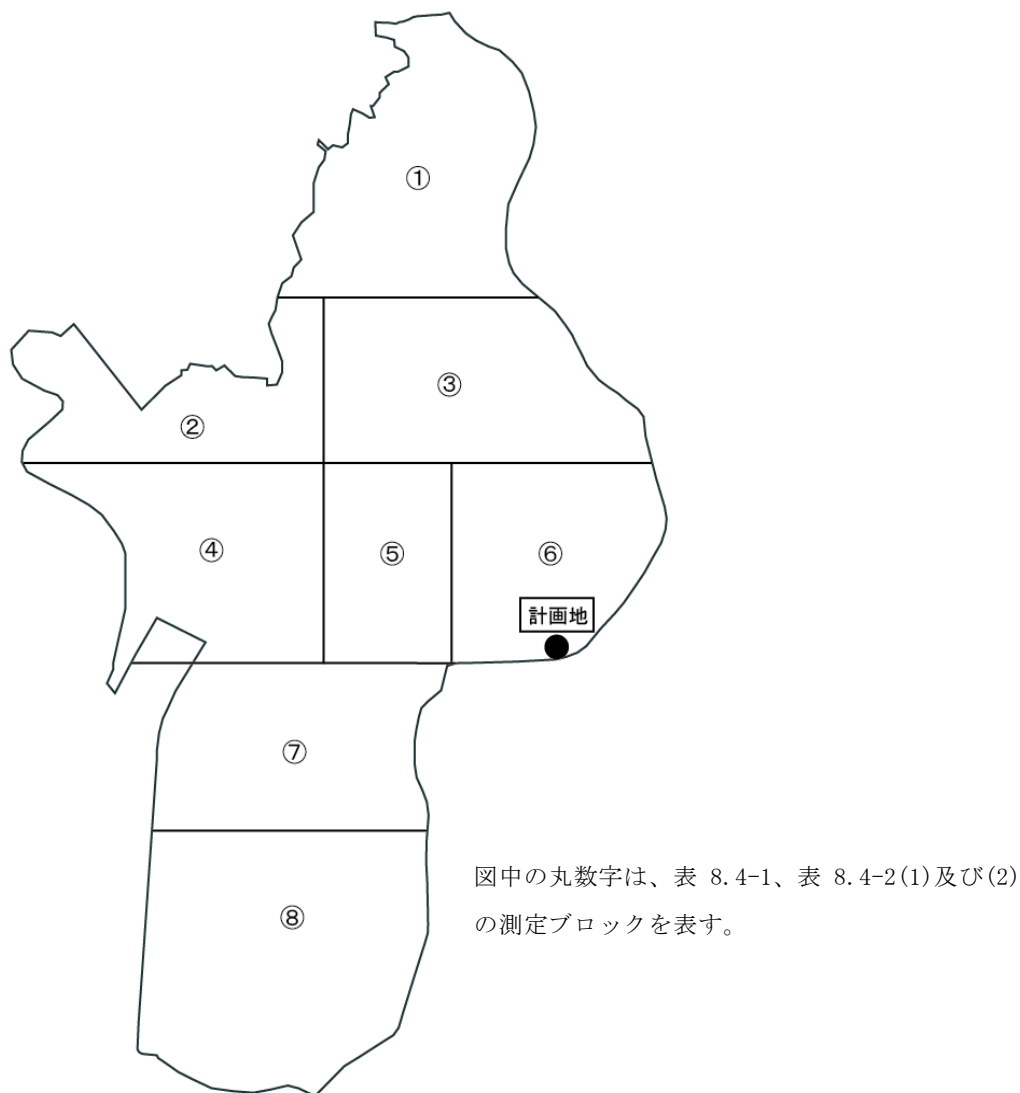 ①
③
②
④
⑤
⑥
計画地
⑦
⑧
図中の丸数字は、表 8.4-1、表 8.4-2(1)及び(2)
の測定ブロックを表す。